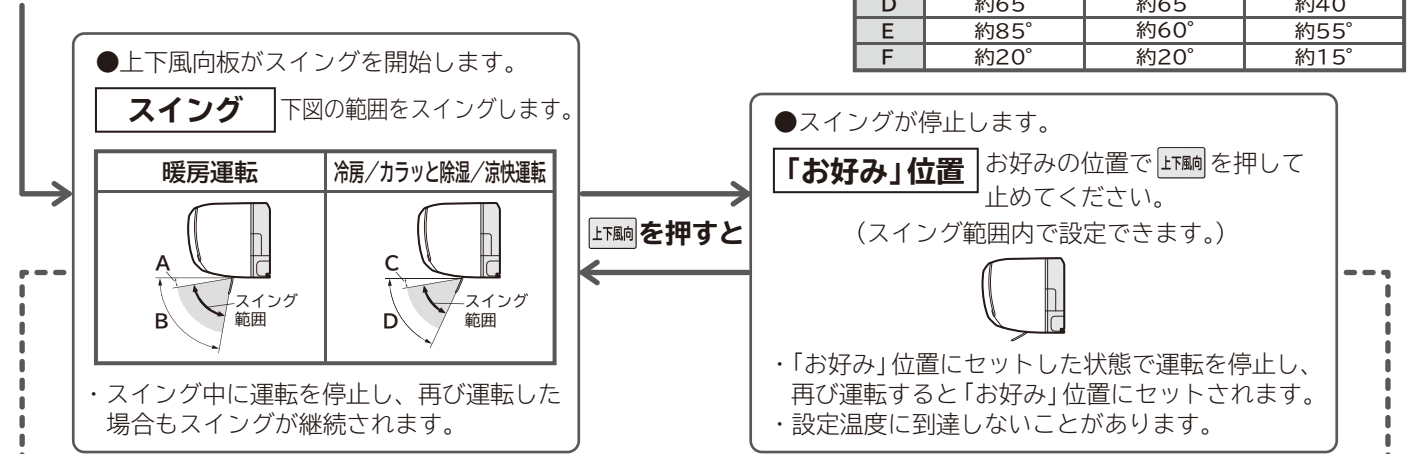 D 約65° 約65° 約40°
E 約85° 約60° 約55°
F 約20° 約20° 約15°
●上下風向板がスイングを開始します。
スイング 下図の範囲をスイングします。
暖房運転 冷房/カラッと除湿/涼快運転
A
B
スイング
範囲
C
D
スイング
範囲
・スイング中に運転を停止し、再び運転した
場合もスイングが継続されます。
上下風向を押すと
●スイングが停止します。
「お好み」位置 お好みの位置で上下風向を押して
止めてください。
(スイング範囲内で設定できます。)
・「お好み」位置にセットした状態で運転を停止し、
再び運転すると「お好み」位置にセットされます。
・設定温度に到達しないことがあります。